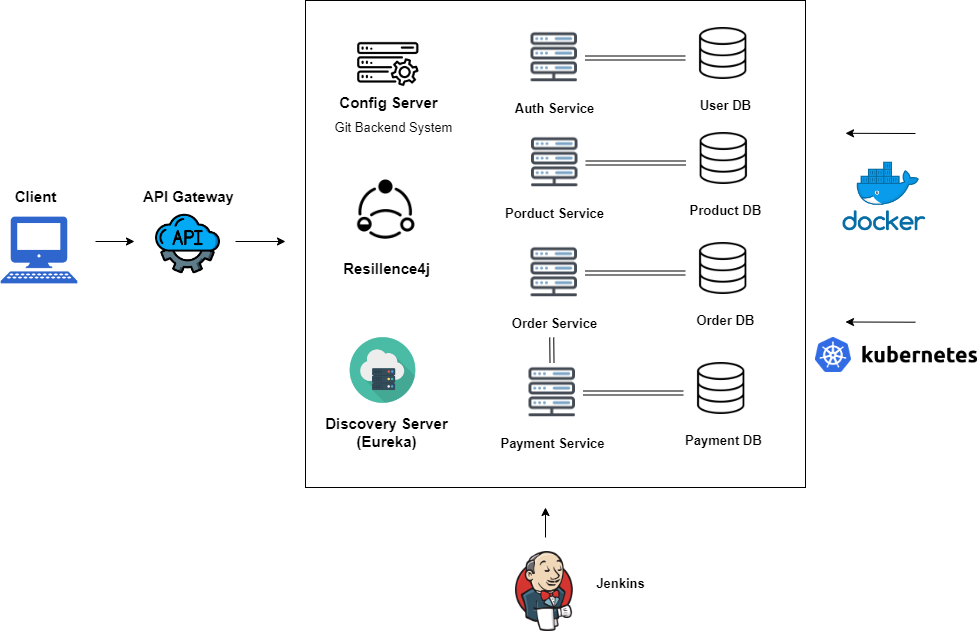 Client
API Gateway
API
Config Server
Git Backend System
Resillence4j
Discovery Server
(Eureka)
Auth Service
User DB
Porduct Service
Product DB
Order Service
Order DB
Payment Service
Payment DB
docker
kubernetes
Jenkins